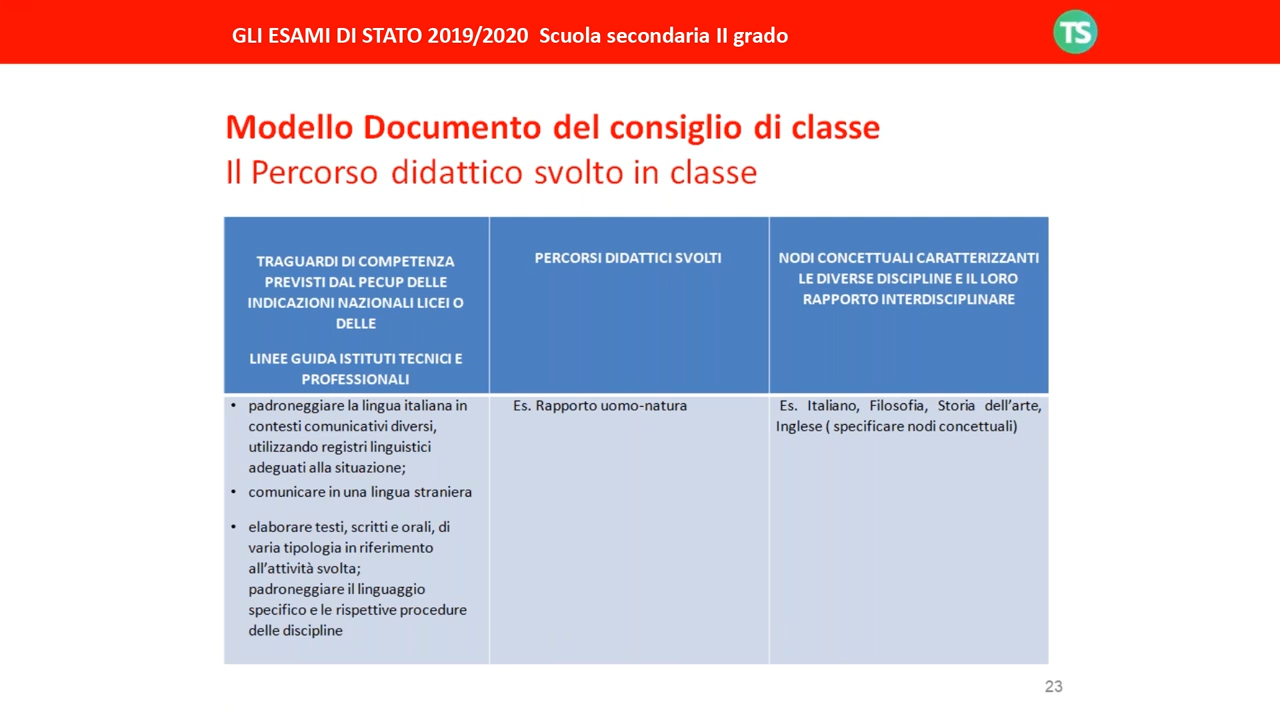 GLI ESAMI DI STATO 2019/2020 Scuola secondaria II grado
TS
Modello Documento del consiglio di classe
Il Percorso didattico svolto in classe
TRAGUARDI DI COMPETENZA
PREVISTI DAL PECUP DELLE
INDICAZIONI NAZIONALI LICEI O
DELLE
LINEE GUIDA ISTITUTI TECNICI E
PROFESSIONALI
PERCORSI DIDATTICI SVOLTI
NODI CONCETTUALI CARATTERIZZANTI
LE DIVERSE DISCIPLINE E IL LORO
RAPPORTO INTERDISCIPLINARE
• padroneggiare la lingua italiana in
contesti comunicativi diversi,
utilizzando registri linguistici
adeguati alla situazione;
• comunicare in una lingua straniera
• elaborare testi, scritti e orali, di
varia tipologia in riferimento
all'attività svolta;
padroneggiare il linguaggio
specifico e le rispettive procedure
delle discipline
Es. Rapporto uomo-natura
Es. Italiano, Filosofia, Storia dell'arte,
Inglese ( specificare nodi concettuali)
23